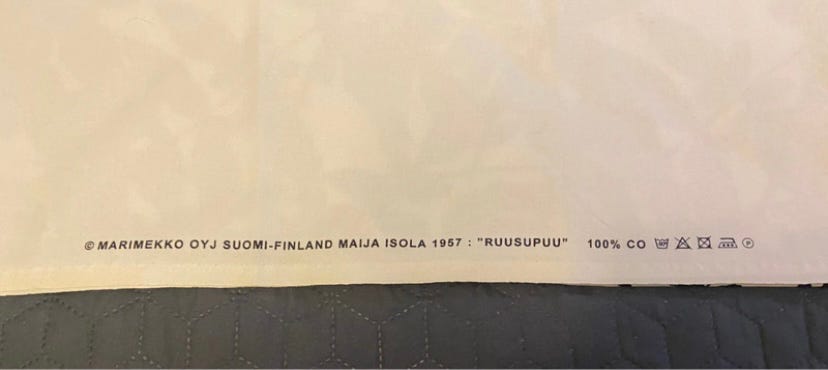 © MARIMEKKO OYJ SUOMI-FINLAND MAIJA ISOLA 1957 : "RUUSUPUU" 100% CO